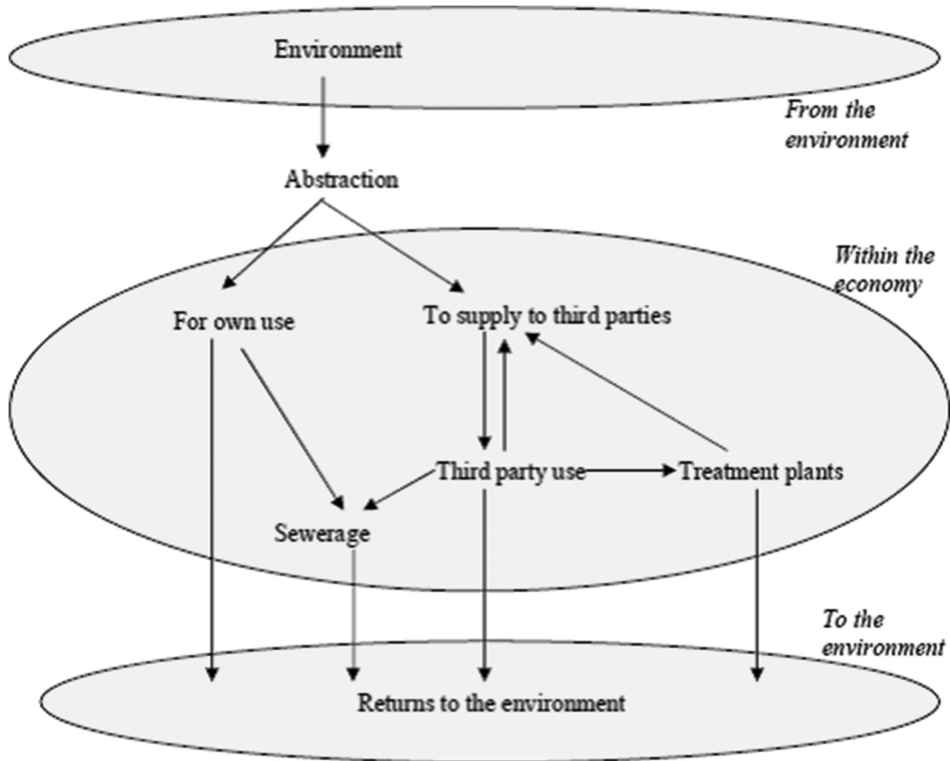 Environment
From the
environment
Abstraction
Within the
economy
For own use
To supply to third parties
Third party use
Treatment plants
Sewerage
To the
environment
Returns to the environment